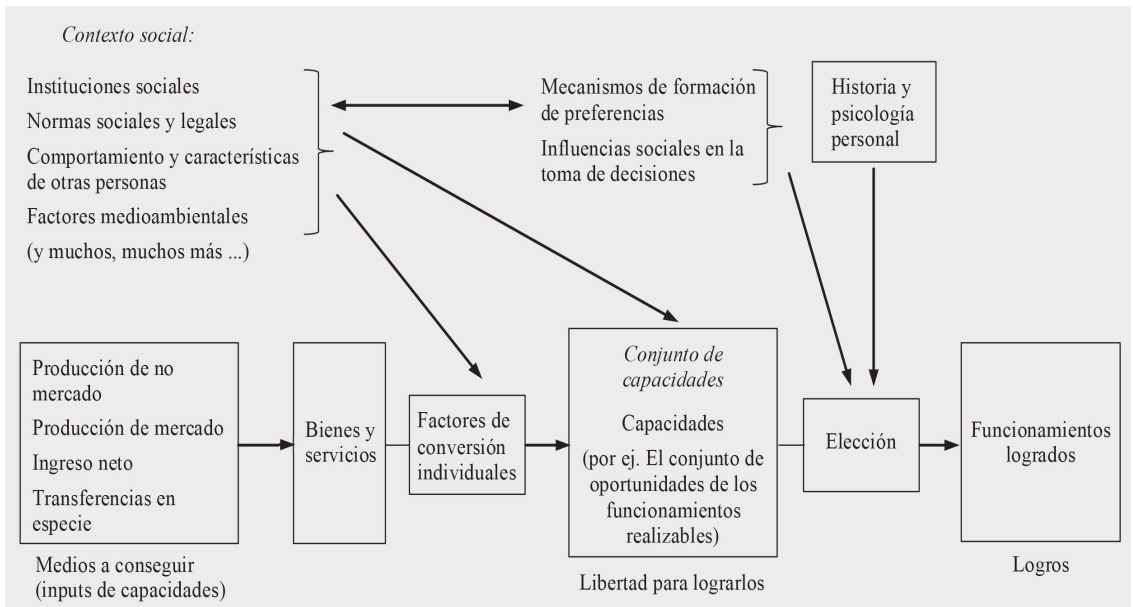 Contexto social:
Instituciones sociales
Normas sociales y legales
Comportamiento y características
de otras personas
Factores medioambientales
(y muchos, muchos más ...)
Mecanismos de formación
de preferencias
Influencias sociales en la
toma de decisiones
Historia y
psicología
personal
Producción de no
mercado
Producción de mercado
Ingreso neto
Transferencias en
especie
Medios a conseguir
(inputs de capacidades)
Bienes y
servicios
Factores de
conversión
individuales
Conjunto de
capacidades
Capacidades
(por ej. El conjunto de
oportunidades de los
funcionamientos
realizables)
Libertad para lograrlos
Elección
Funcionamientos
logrados
Logros